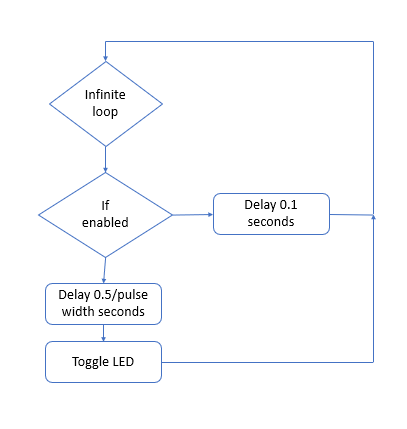 Infinite
loop
If
enabled
Delay 0.1
seconds
Delay 0.5/pulse
width seconds
Toggle LED